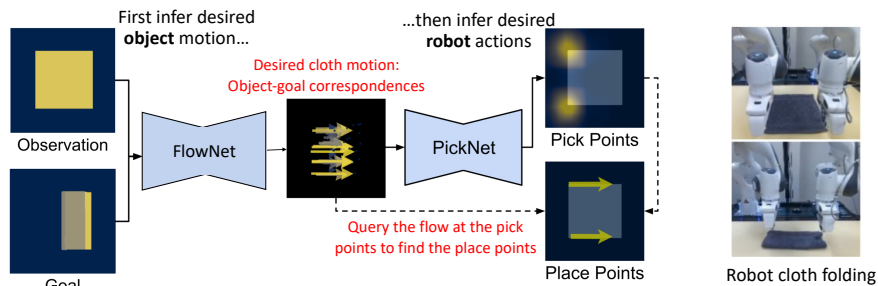 First infer desired
object motion...
...then infer desired
robot actions
Desired cloth motion:
Object-goal correspondences
Observation
FlowNet
PickNet
Pick Points
Query the flow at the pick
points to find the place points
Goal
Place Points
Robot cloth folding